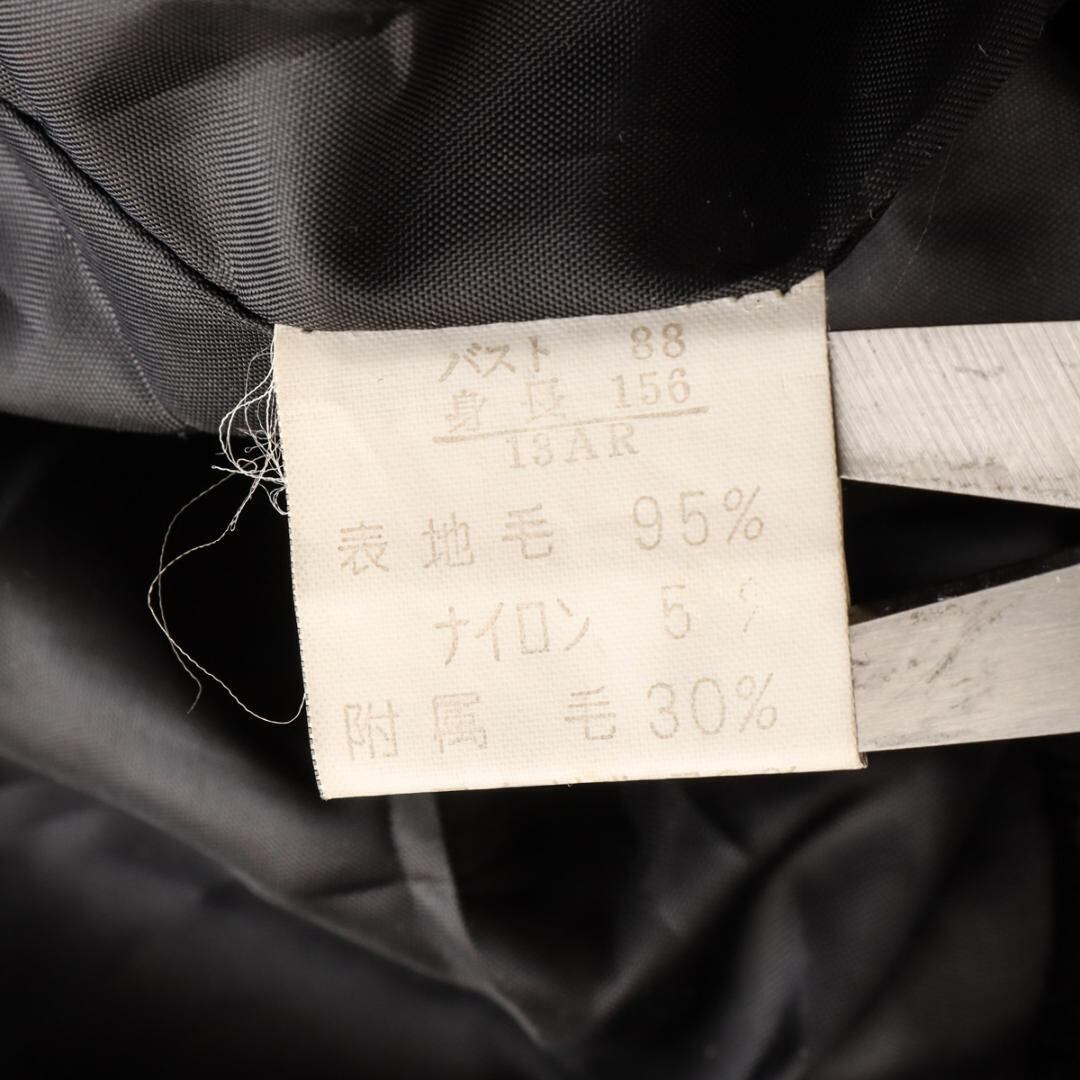 バスト 88
身長 156
13AR
表地毛 95%
ナイロン 5%
附属 毛 30%